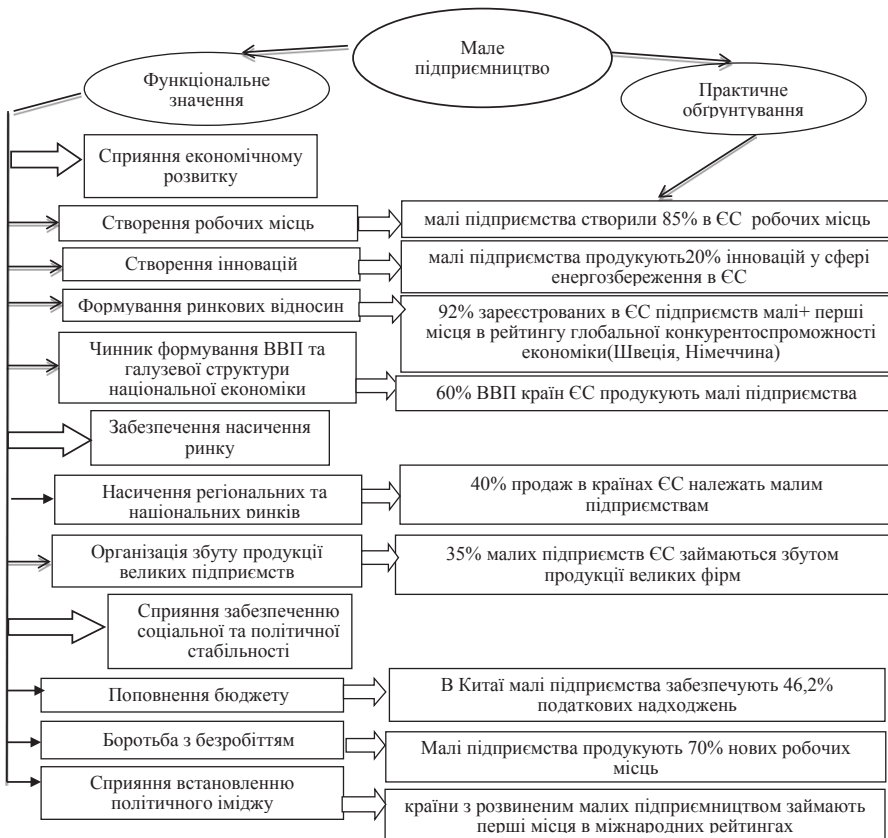 Мале
підприємництво
Функціональне
значення
Практичне
обґрунтування
Сприяння економічному
розвитку
Створення робочих місць
малі підприємства створили 85% в ЄС робочих місць
Створення інновацій
малі підприємства продукують20% інновацій у сфері
енергозбереження в ЄС
Формування ринкових відносин
92% зареєстрованих в ЄС підприємств малі+ перші
місця в рейтингу глобальної конкурентоспроможності
економіки(Швеція, Німеччина)
Чинник формування ВВП та
галузевої структури
національної економіки
60% ВВП країн ЄС продукують малі підприємства
Забезпечення насичення
ринку
Насичення регіональних та
національних ринків
40% продаж в країнах ЄС належать малим
підприємствам
Організація збуту продукції
великих підприємств
35% малих підприємств ЄС займаються збутом
продукції великих фірм
Сприяння забезпеченню
соціальної та політичної
стабільності
Поповнення бюджету
В Китаї малі підприємства забезпечують 46,2%
податкових надходжень
Боротьба з безробіттям
Малі підприємства продукують 70% нових робочих
місць
Сприяння встановленню
політичного іміджу
країни з розвиненим малих підприємництвом займають
перші місця в міжнародних рейтингах